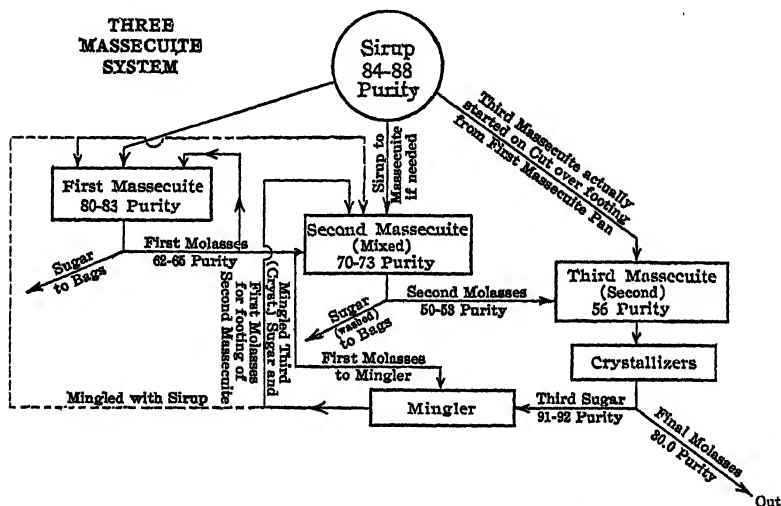 THREE
MASSECUITE
SYSTEM
Sirup
84-88
Purity
Third Massecuite actually
started on Cut over footing
from First Massecuite Pan
Sirup to
Massecuite
if needed
First Massecuite
80-83 Purity
First Molasses
62-65 Purity
Sugar
to Bags
Second Massecuite
(Mixed)
70-73 Purity
Third Massecuite
(Second)
56 Purity
Second Molasses
50-58 Purity
Sugar
(washed)
to Bags
Mingled Third
(Cryst.) Sugar and
First Molasses
for footing of
Second Massecuite
First Molasses
to Mingler
Crystallizers
Mingled with Sirup
Mingler
Third Sugar
91-92 Purity
Final Molasses
30.0 Purity
Out